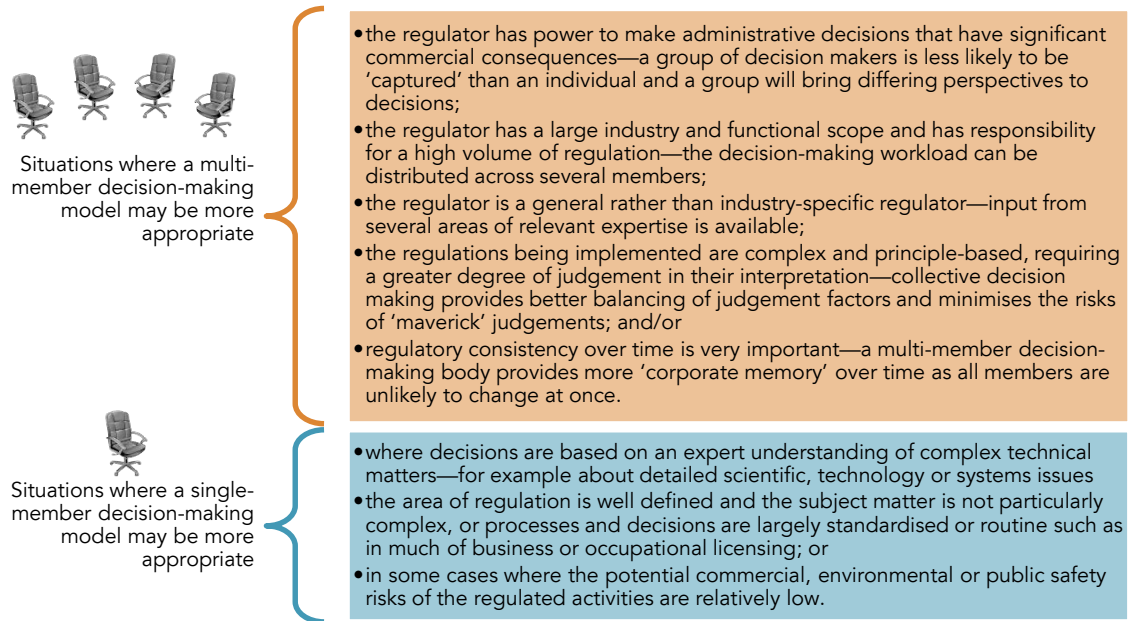 Situations where a multi-
member decision-making
model may be more
appropriate
•the regulator has power to make administrative decisions that have significant
commercial consequences—a group of decision makers is less likely to be
‘captured’ than an individual and a group will bring differing perspectives to
decisions;
•the regulator has a large industry and functional scope and has responsibility
for a high volume of regulation—the decision-making workload can be
distributed across several members;
•the regulator is a general rather than industry-specific regulator—input from
several areas of relevant expertise is available;
•the regulations being implemented are complex and principle-based, requiring
a greater degree of judgement in their interpretation—collective decision
making provides better balancing of judgement factors and minimises the risks
of ‘maverick’ judgements; and/or
•regulatory consistency over time is very important—a multi-member decision-
making body provides more ‘corporate memory’ over time as all members are
unlikely to change at once.
Situations where a single-
member decision-making
model may be more
appropriate
•where decisions are based on an expert understanding of complex technical
matters—for example about detailed scientific, technology or systems issues
•the area of regulation is well defined and the subject matter is not particularly
complex, or processes and decisions are largely standardised or routine such as
in much of business or occupational licensing; or
•in some cases where the potential commercial, environmental or public safety
risks of the regulated activities are relatively low.